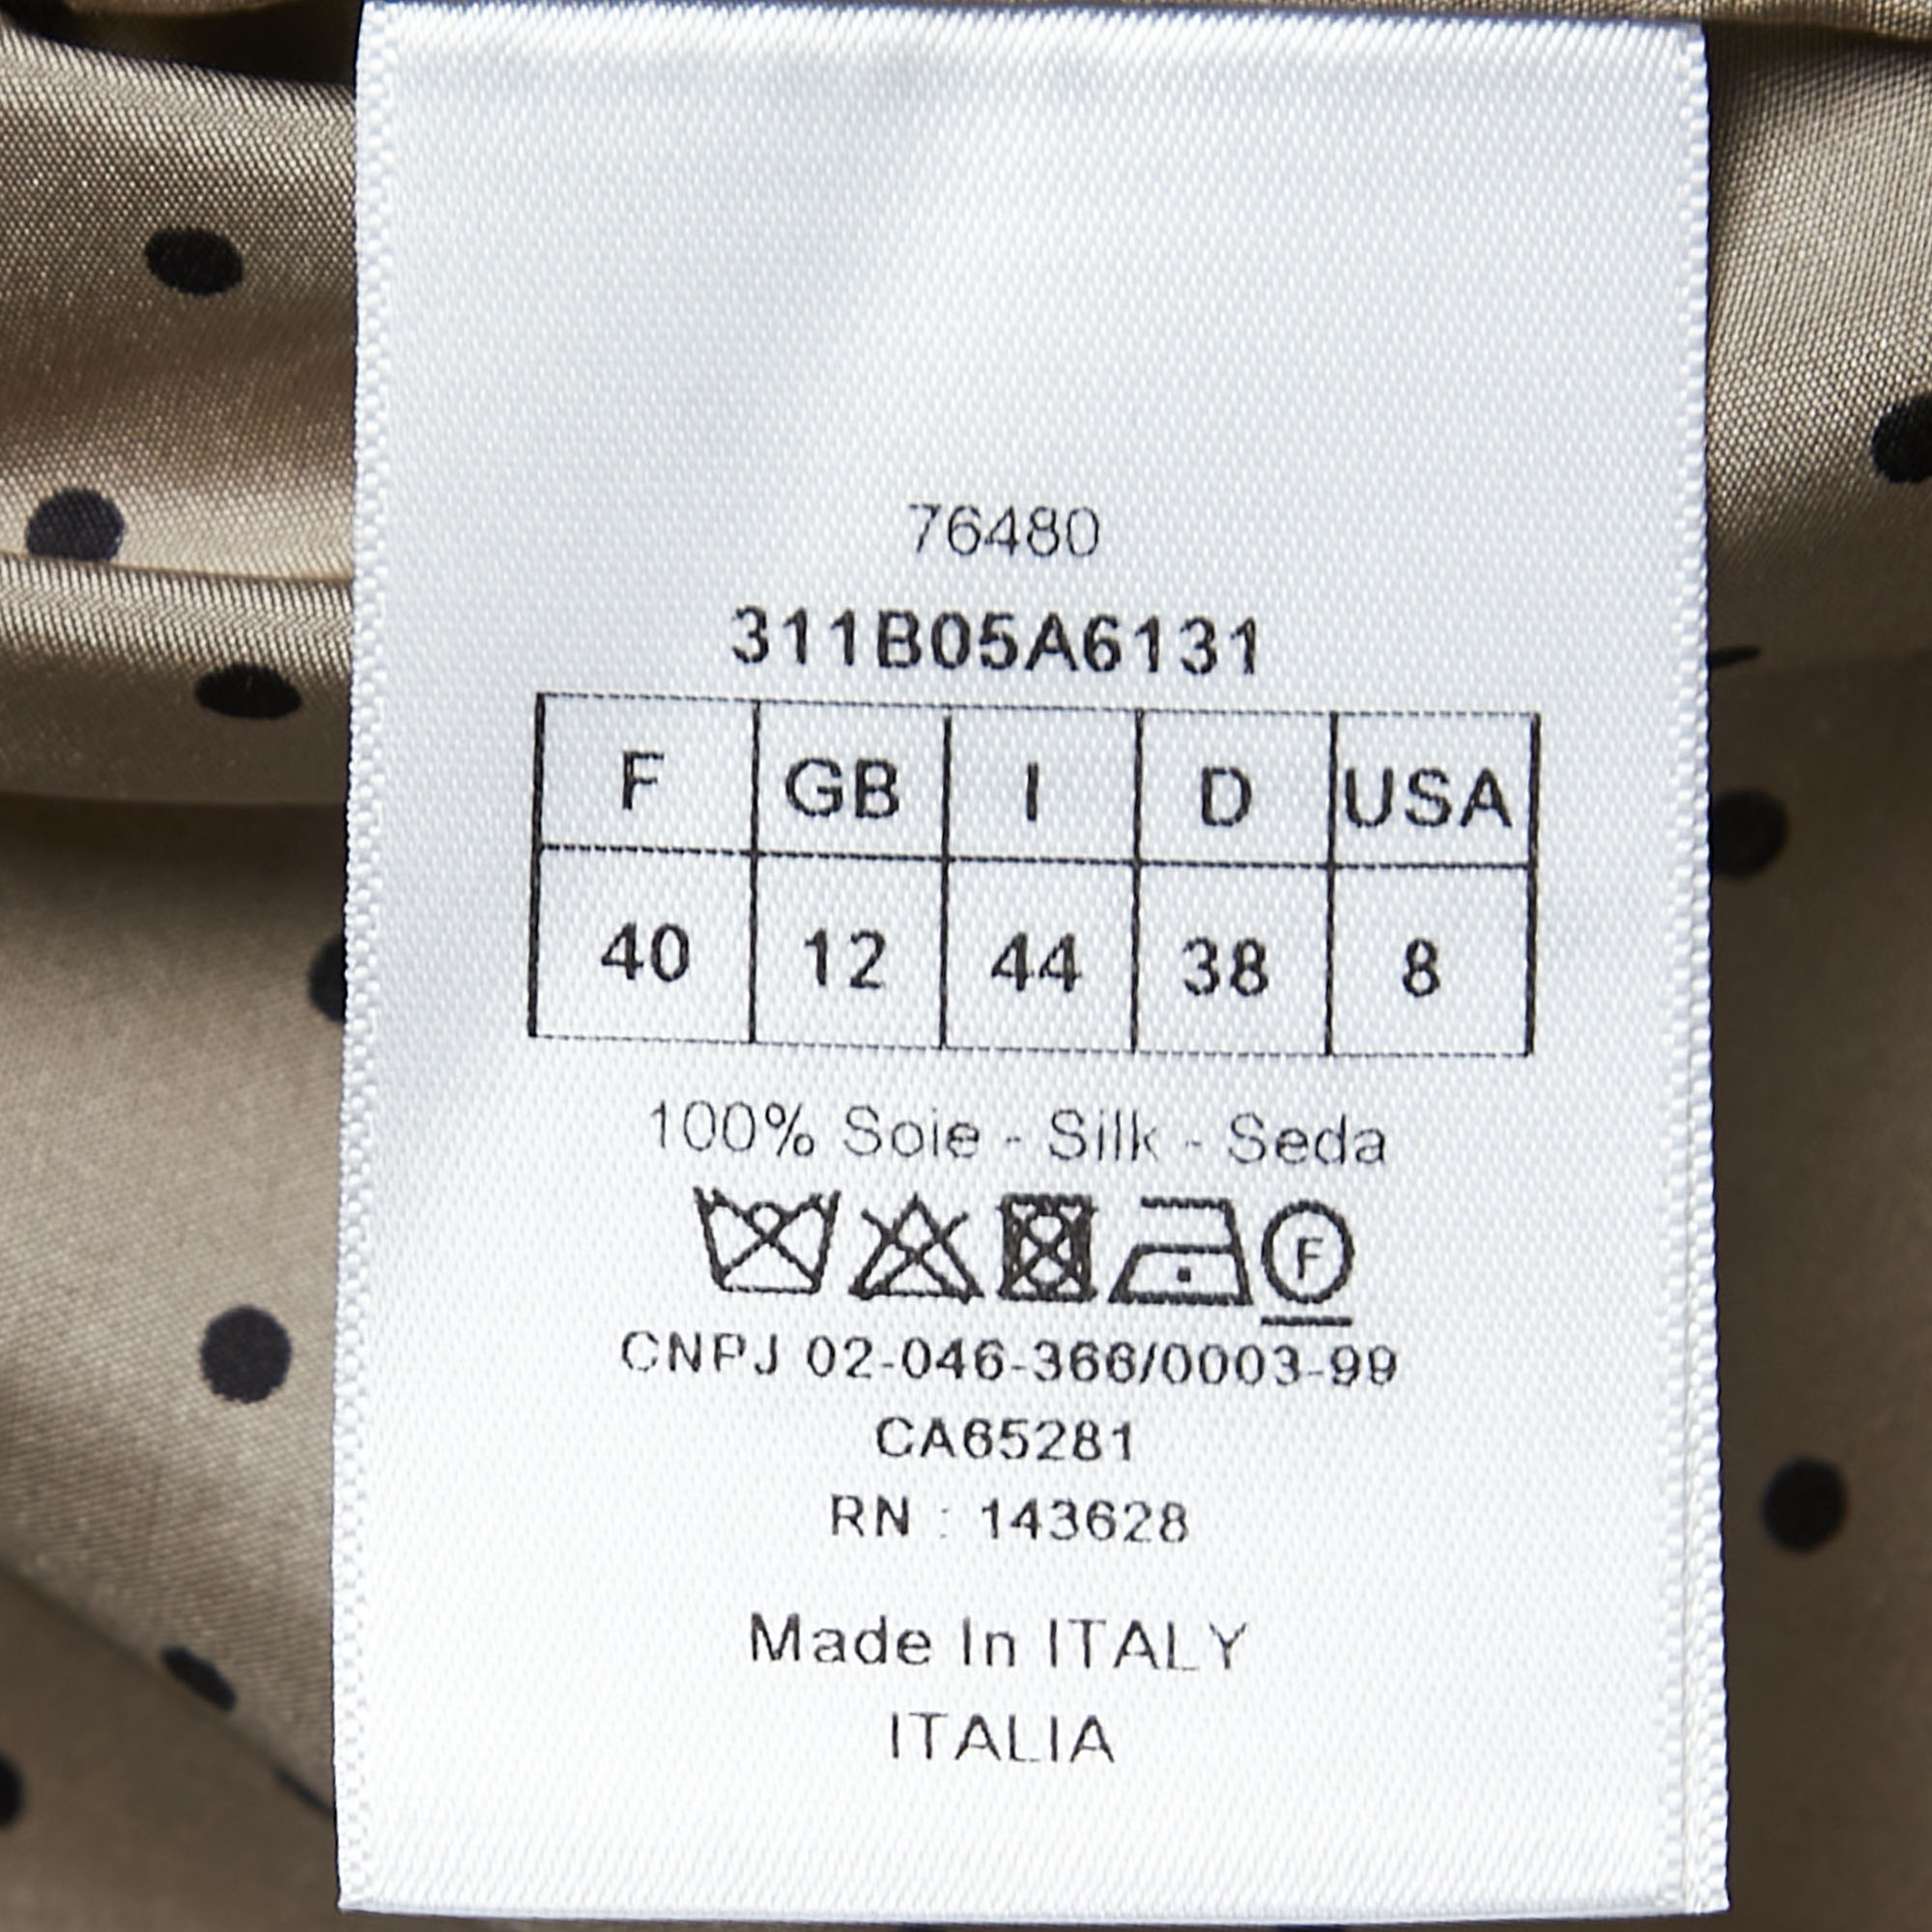 76480
311B05A6131
F GB I D USA
40 12 44 38 8
100% Soie - Silk - Seda
F
CNPJ 02-046-366/0003-99
CA65281
RN : 143628
Made In ITALY
ITALIA